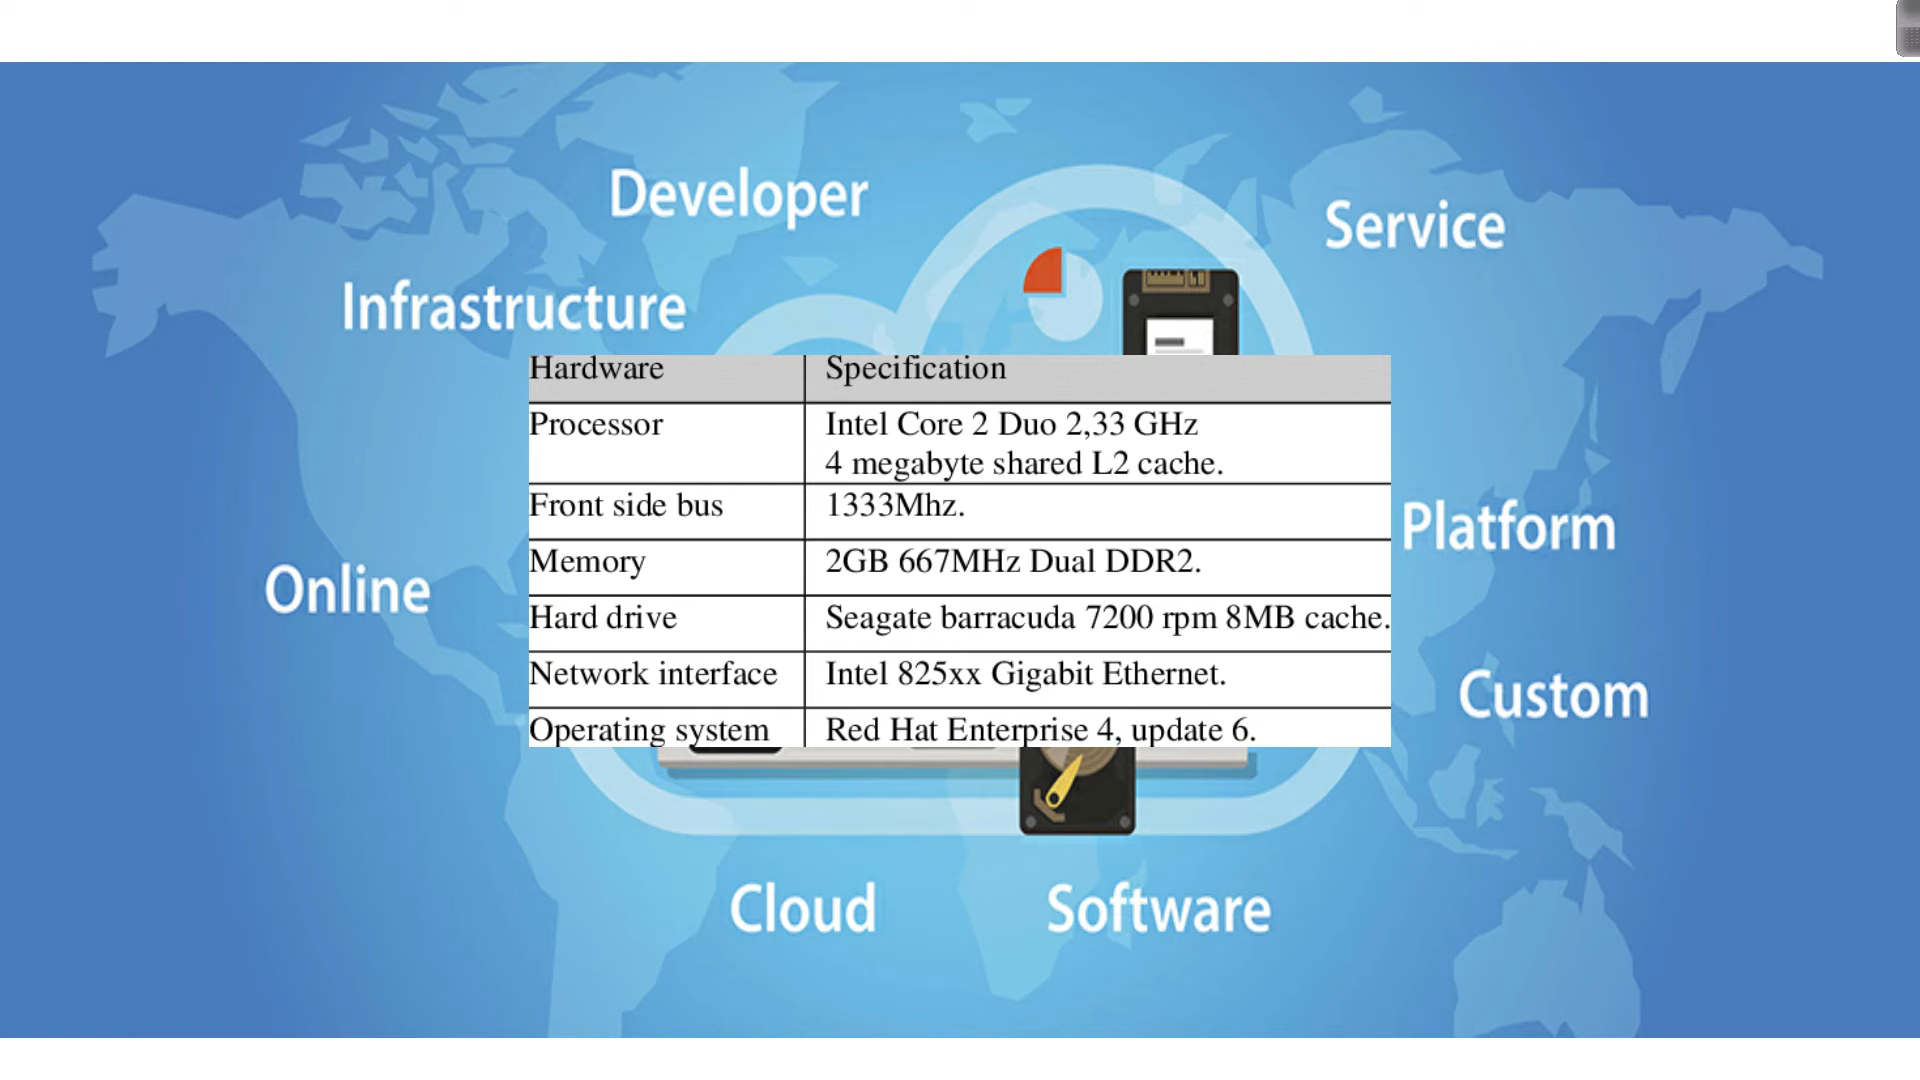 Developer
Service
Infrastructure
Hardware Specification
Processor Intel Core 2 Duo 2,33 GHz
4 megabyte shared L2 cache.
Front side bus 1333Mhz.
Memory 2GB 667MHz Dual DDR2.
Hard drive Seagate barracuda 7200 rpm 8MB cache.
Network interface Intel 825xx Gigabit Ethernet.
Operating system Red Hat Enterprise 4, update 6.
Platform
Online
Custom
Cloud
Software